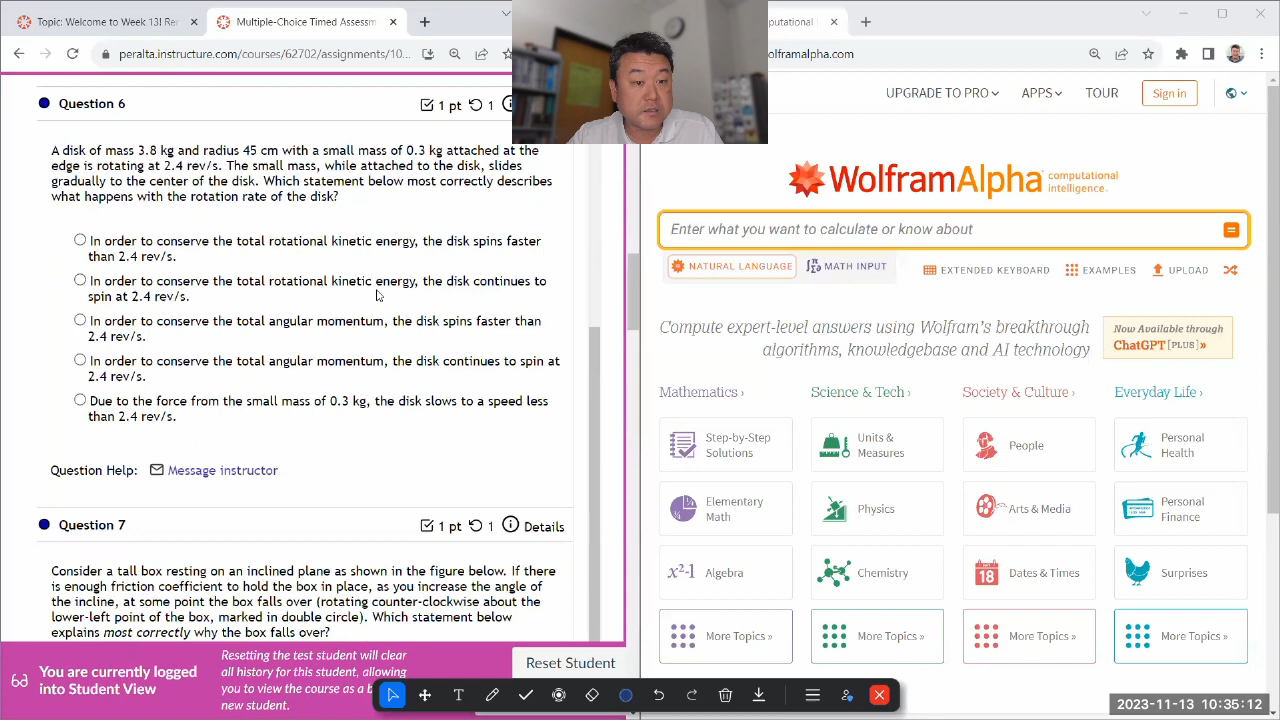 Topic: Welcome to Week 13! Re
Multiple-Choice Timed Assessm
putational I
peralta.instructure.com/courses/62702/assignments/10...
olframalpha.com
Question 6
1 pt
1
A disk of mass 3.8 kg and radius 45 cm with a small mass of 0.3 kg attached at the
edge is rotating at 2.4 rev/s. The small mass, while attached to the disk, slides
gradually to the center of the disk. Which statement below most correctly describes
what happens with the rotation rate of the disk?
In order to conserve the total rotational kinetic energy, the disk spins faster
than 2.4 rev/s.
In order to conserve the total rotational kinetic energy, the disk continues to
spin at 2.4 rev/s.
In order to conserve the total angular momentum, the disk spins faster than
2.4 rev/s.
In order to conserve the total angular momentum, the disk continues to spin at
2.4 rev/s.
Due to the force from the small mass of 0.3 kg, the disk slows to a speed less
than 2.4 rev/s.
Question Help:
Message instructor
Question 7
1 pt
1
Details
Consider a tall box resting on an inclined plane as shown in the figure below. If there
is enough friction coefficient to hold the box in place, as you increase the angle of
the incline, at some point the box falls over (rotating counter-clockwise about the
lower-left point of the box, marked in double circle). Which statement below
explains most correctly why the box falls over?
You are currently logged
into Student View
Resetting the test student will clear
all history for this student, allowing
you to view the course as a b
new student.
Reset Student
UPGRADE TO PRO
APPS
TOUR
Sign in
WolframAlpha
computational
intelligence.
Enter what you want to calculate or know about
NATURAL LANGUAGE
MATH INPUT
EXTENDED KEYBOARD
EXAMPLES
UPLOAD
Compute expert-level answers using Wolfram's breakthrough
algorithms, knowledgebase and AI technology
Now Available through
ChatGPT [PLUS] »
Mathematics ›
Science & Tech ›
Society & Culture ›
Everyday Life ›
Step-by-Step
Solutions
Units &
Measures
People
Personal
Health
Elementary
Math
Physics
Arts & Media
Personal
Finance
x²-1
Algebra
Chemistry
18
Dates & Times
Surprises
More Topics »
More Topics »
More Topics »
More Topics »
2023-11-13 10:35:12